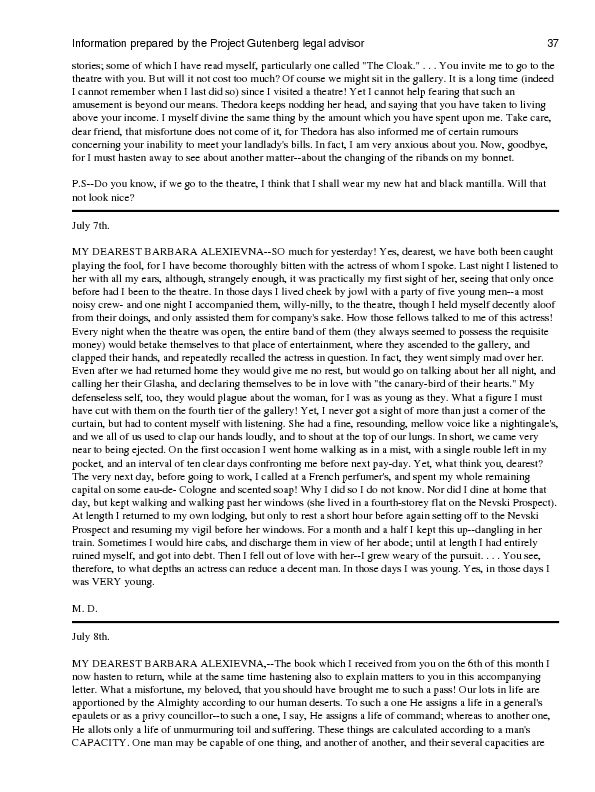 Information prepared by the Project Gutenberg legal advisor 37
stories; some of which I have read myself, particularly one called "The Cloak." . . . You invite me to go to the
theatre with you. But will it not cost too much? Of course we might sit in the gallery. It is a long time (indeed
I cannot remember when I last did so) since I visited a theatre! Yet I cannot help fearing that such an
amusement is beyond our means. Thedora keeps nodding her head, and saying that you have taken to living
above your income. I myself divine the same thing by the amount which you have spent upon me. Take care,
dear friend, that misfortune does not come of it, for Thedora has also informed me of certain rumours
concerning your inability to meet your landlady's bills. In fact, I am very anxious about you. Now, goodbye,
for I must hasten away to see about another matter--about the changing of the ribands on my bonnet.
P.S--Do you know, if we go to the theatre, I think that I shall wear my new hat and black mantilla. Will that
not look nice?
July 7th.
MY DEAREST BARBARA ALEXIEVNA--SO much for yesterday! Yes, dearest, we have both been caught
playing the fool, for I have become thoroughly bitten with the actress of whom I spoke. Last night I listened to
her with all my ears, although, strangely enough, it was practically my first sight of her, seeing that only once
before had I been to the theatre. In those days I lived cheek by jowl with a party of five young men--a most
noisy crew- and one night I accompanied them, willy-nilly, to the theatre, though I held myself decently aloof
from their doings, and only assisted them for company's sake. How those fellows talked to me of this actress!
Every night when the theatre was open, the entire band of them (they always seemed to possess the requisite
money) would betake themselves to that place of entertainment, where they ascended to the gallery, and
clapped their hands, and repeatedly recalled the actress in question. In fact, they went simply mad over her.
Even after we had returned home they would give me no rest, but would go on talking about her all night, and
calling her their Glasha, and declaring themselves to be in love with "the canary-bird of their hearts." My
defenseless self, too, they would plague about the woman, for I was as young as they. What a figure I must
have cut with them on the fourth tier of the gallery! Yet, I never got a sight of more than just a corner of the
curtain, but had to content myself with listening. She had a fine, resounding, mellow voice like a nightingale's,
and we all of us used to clap our hands loudly, and to shout at the top of our lungs. In short, we came very
near to being ejected. On the first occasion I went home walking as in a mist, with a single rouble left in my
pocket, and an interval of ten clear days confronting me before next pay-day. Yet, what think you, dearest?
The very next day, before going to work, I called at a French perfumer's, and spent my whole remaining
capital on some eau-de- Cologne and scented soap! Why I did so I do not know. Nor did I dine at home that
day, but kept walking and walking past her windows (she lived in a fourth-storey flat on the Nevski Prospect).
At length I returned to my own lodging, but only to rest a short hour before again setting off to the Nevski
Prospect and resuming my vigil before her windows. For a month and a half I kept this up--dangling in her
train. Sometimes I would hire cabs, and discharge them in view of her abode; until at length I had entirely
ruined myself, and got into debt. Then I fell out of love with her--I grew weary of the pursuit. . . . You see,
therefore, to what depths an actress can reduce a decent man. In those days I was young. Yes, in those days I
was VERY young.
M. D.
July 8th.
MY DEAREST BARBARA ALEXIEVNA,--The book which I received from you on the 6th of this month I
now hasten to return, while at the same time hastening also to explain matters to you in this accompanying
letter. What a misfortune, my beloved, that you should have brought me to such a pass! Our lots in life are
apportioned by the Almighty according to our human deserts. To such a one He assigns a life in a general's
epaulets or as a privy councillor--to such a one, I say, He assigns a life of command; whereas to another one,
He allots only a life of unmurmuring toil and suffering. These things are calculated according to a man's
CAPACITY. One man may be capable of one thing, and another of another, and their several capacities are